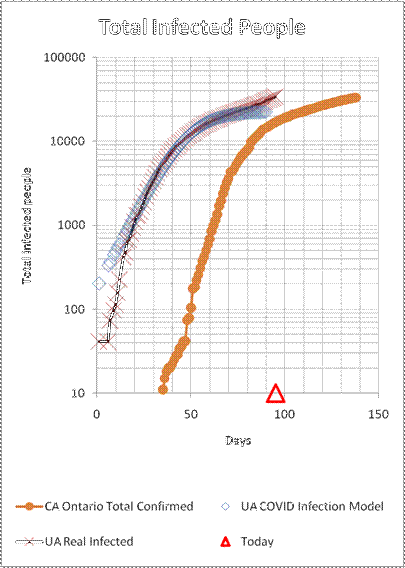 Total Infected People
100000
10000
1000
100
10
Total Infected people
0 50 100 150
Days
CA Ontario Total Confirmed
UA COVID Infection Model
UA Real Infected
Today